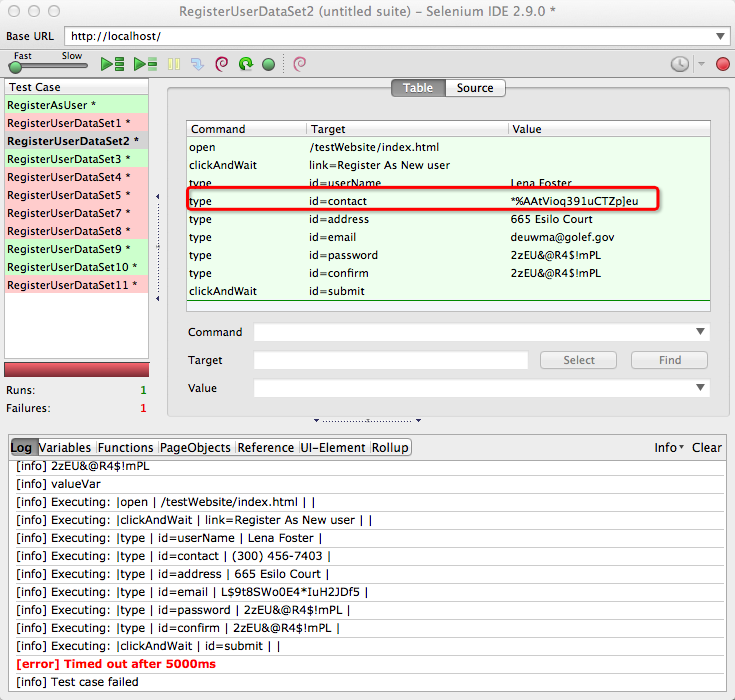 RegisterUserDataSet2 (untitled suite) - Selenium IDE 2.9.0 *
Base URL http://localhost/
Fast Slow
Test Case
RegisterAsUser *
RegisterUserDataSet1 *
RegisterUserDataSet2 *
RegisterUserDataSet3 *
RegisterUserDataSet4 *
RegisterUserDataSet5 *
RegisterUserDataSet7 *
RegisterUserDataSet8 *
RegisterUserDataSet9 *
RegisterUserDataSet10 *
RegisterUserDataSet11 *
Runs: 1
Failures: 1
Table Source
Command Target Value
open /testWebsite/index.html
clickAndWait link=Register As New user
type id=userName Lena Foster
type id=contact *%AAtVioq391uCTZp]eu
type id=address 665 Esilo Court
type id=email deuwma@golef.gov
type id=password 2zEU&@R4$!mPL
type id=confirm 2zEU&@R4$!mPL
clickAndWait id=submit
Command
Target Select Find
Value
Log Variables Functions PageObjects Reference UI-Element Rollup Info Clear
[info] 2zEU&@R4$!mPL
[info] valueVar
[info] Executing: |open | /testWebsite/index.html | |
[info] Executing: |clickAndWait | link=Register As New user | |
[info] Executing: |type | id=userName | Lena Foster |
[info] Executing: |type | id=contact | (300) 456-7403 |
[info] Executing: |type | id=address | 665 Esilo Court |
[info] Executing: |type | id=email | L$9t8SWo0E4*IuH2JDf5 |
[info] Executing: |type | id=password | 2zEU&@R4$!mPL |
[info] Executing: |type | id=confirm | 2zEU&@R4$!mPL |
[info] Executing: |clickAndWait | id=submit | |
[error] Timed out after 5000ms
[info] Test case failed